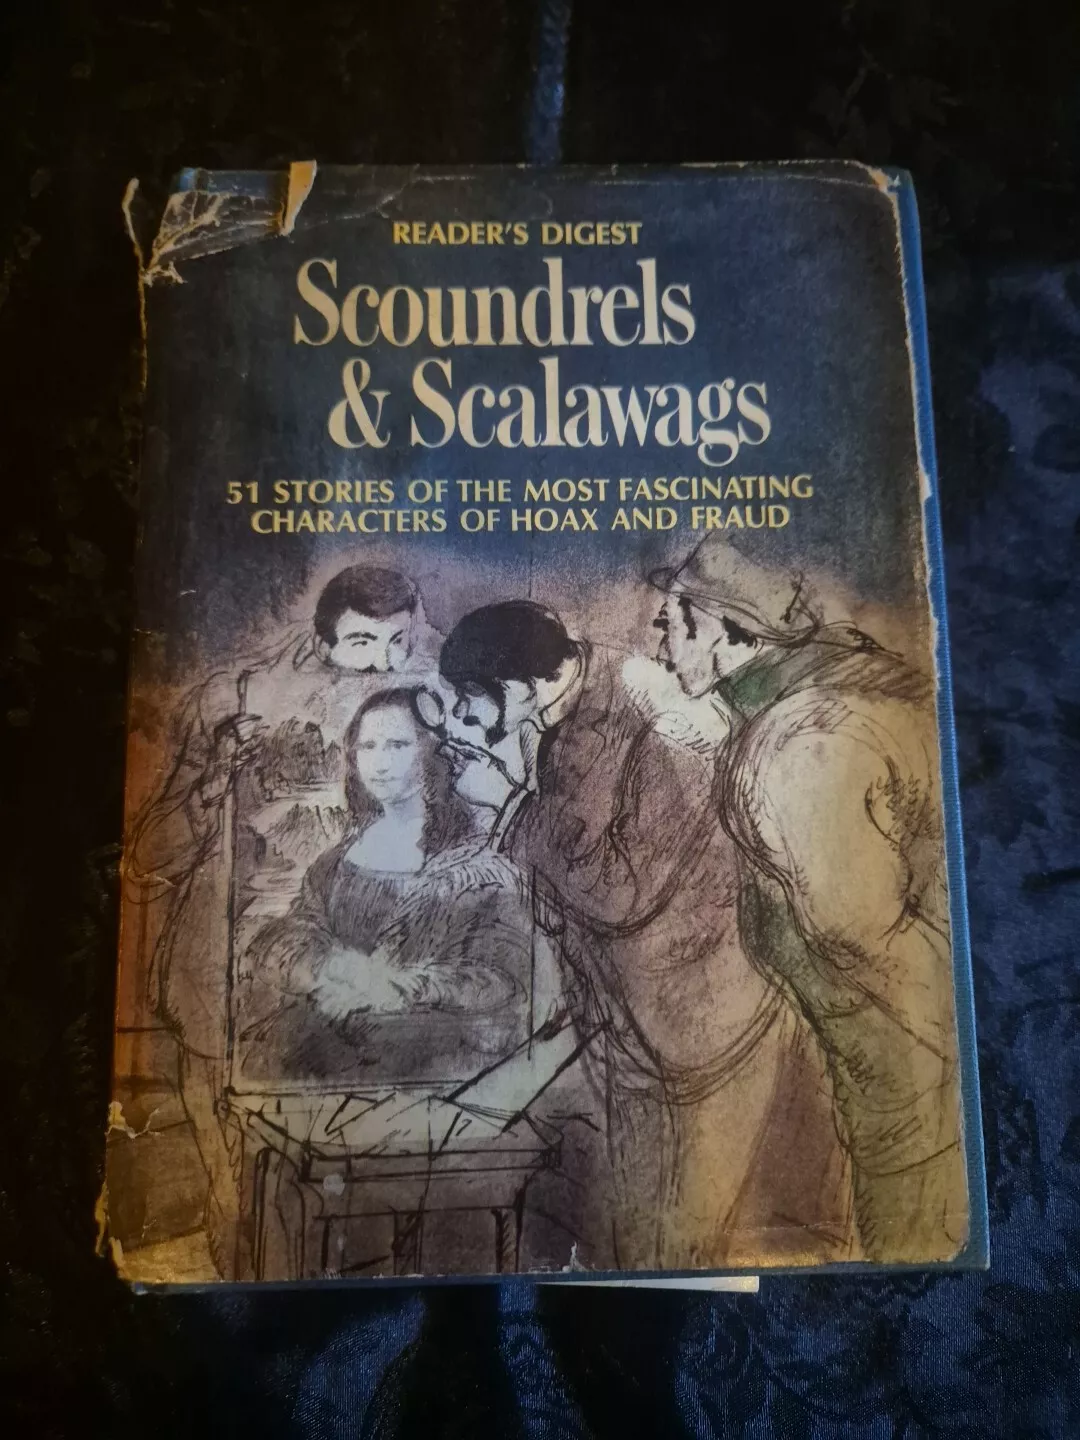 READER'S DIGEST
Scoundrels
& Scalawags
51 STORIES OF THE MOST FASCINATING
CHARACTERS OF HOAX AND FRAUD